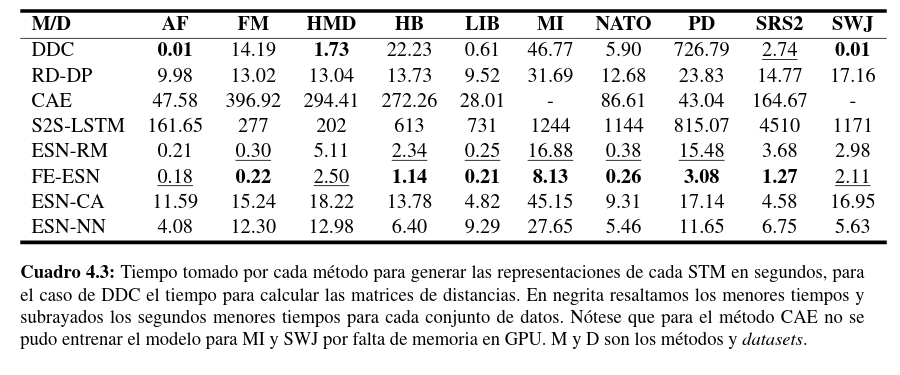 M/D AF FM HMD HB LIB MI NATO PD SRS2 SWJ
DDC 0.01 14.19 1.73 22.23 0.61 46.77 5.90 726.79 2.74 0.01
RD-DP 9.98 13.02 13.04 13.73 9.52 31.69 12.68 23.83 14.77 17.16
CAE 47.58 396.92 294.41 272.26 28.01 - 86.61 43.04 164.67 -
S2S-LSTM 161.65 277 202 613 731 1244 1144 815.07 4510 1171
ESN-RM 0.21 0.30 5.11 2.34 0.25 16.88 0.38 15.48 3.68 2.98
FE-ESN 0.18 0.22 2.50 1.14 0.21 8.13 0.26 3.08 1.27 2.11
ESN-CA 11.59 15.24 18.22 13.78 4.82 45.15 9.31 17.14 4.58 16.95
ESN-NN 4.08 12.30 12.98 6.40 9.29 27.65 5.46 11.65 6.75 5.63
Cuadro 4.3: Tiempo tomado por cada método para generar las representaciones de cada STM en segundos, para
el caso de DDC el tiempo para calcular las matrices de distancias. En negrita resaltamos los menores tiempos y
subrayados los segundos menores tiempos para cada conjunto de datos. Nótese que para el método CAE no se
pudo entrenar el modelo para MI y SWJ por falta de memoria en GPU. M y D son los métodos y datasets.